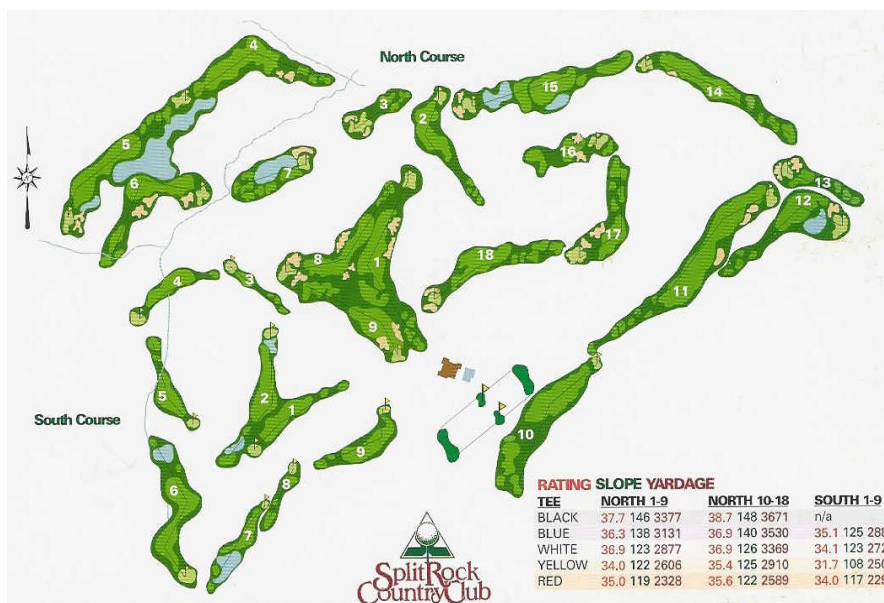 North Course
4
5
6
3
7
2
15
14
16
13
12
17
18
11
8
1
9
10
South Course
4
3
5
2
1
6
7
8
9
RATING SLOPE YARDAGE
TEE NORTH 1-9 NORTH 10-18 SOUTH 1-9
BLACK 37.7 146 3377 38.7 148 3671 n/a
BLUE 36.3 138 3131 36.9 140 3530 35.1 125 288
WHITE 36.9 123 2877 36.9 126 3369 34.1 123 272
YELLOW 34.0 122 2606 35.4 125 2910 31.7 108 250
RED 35.0 119 2328 35.6 122 2589 34.0 117 229
Split Rock
Country Club